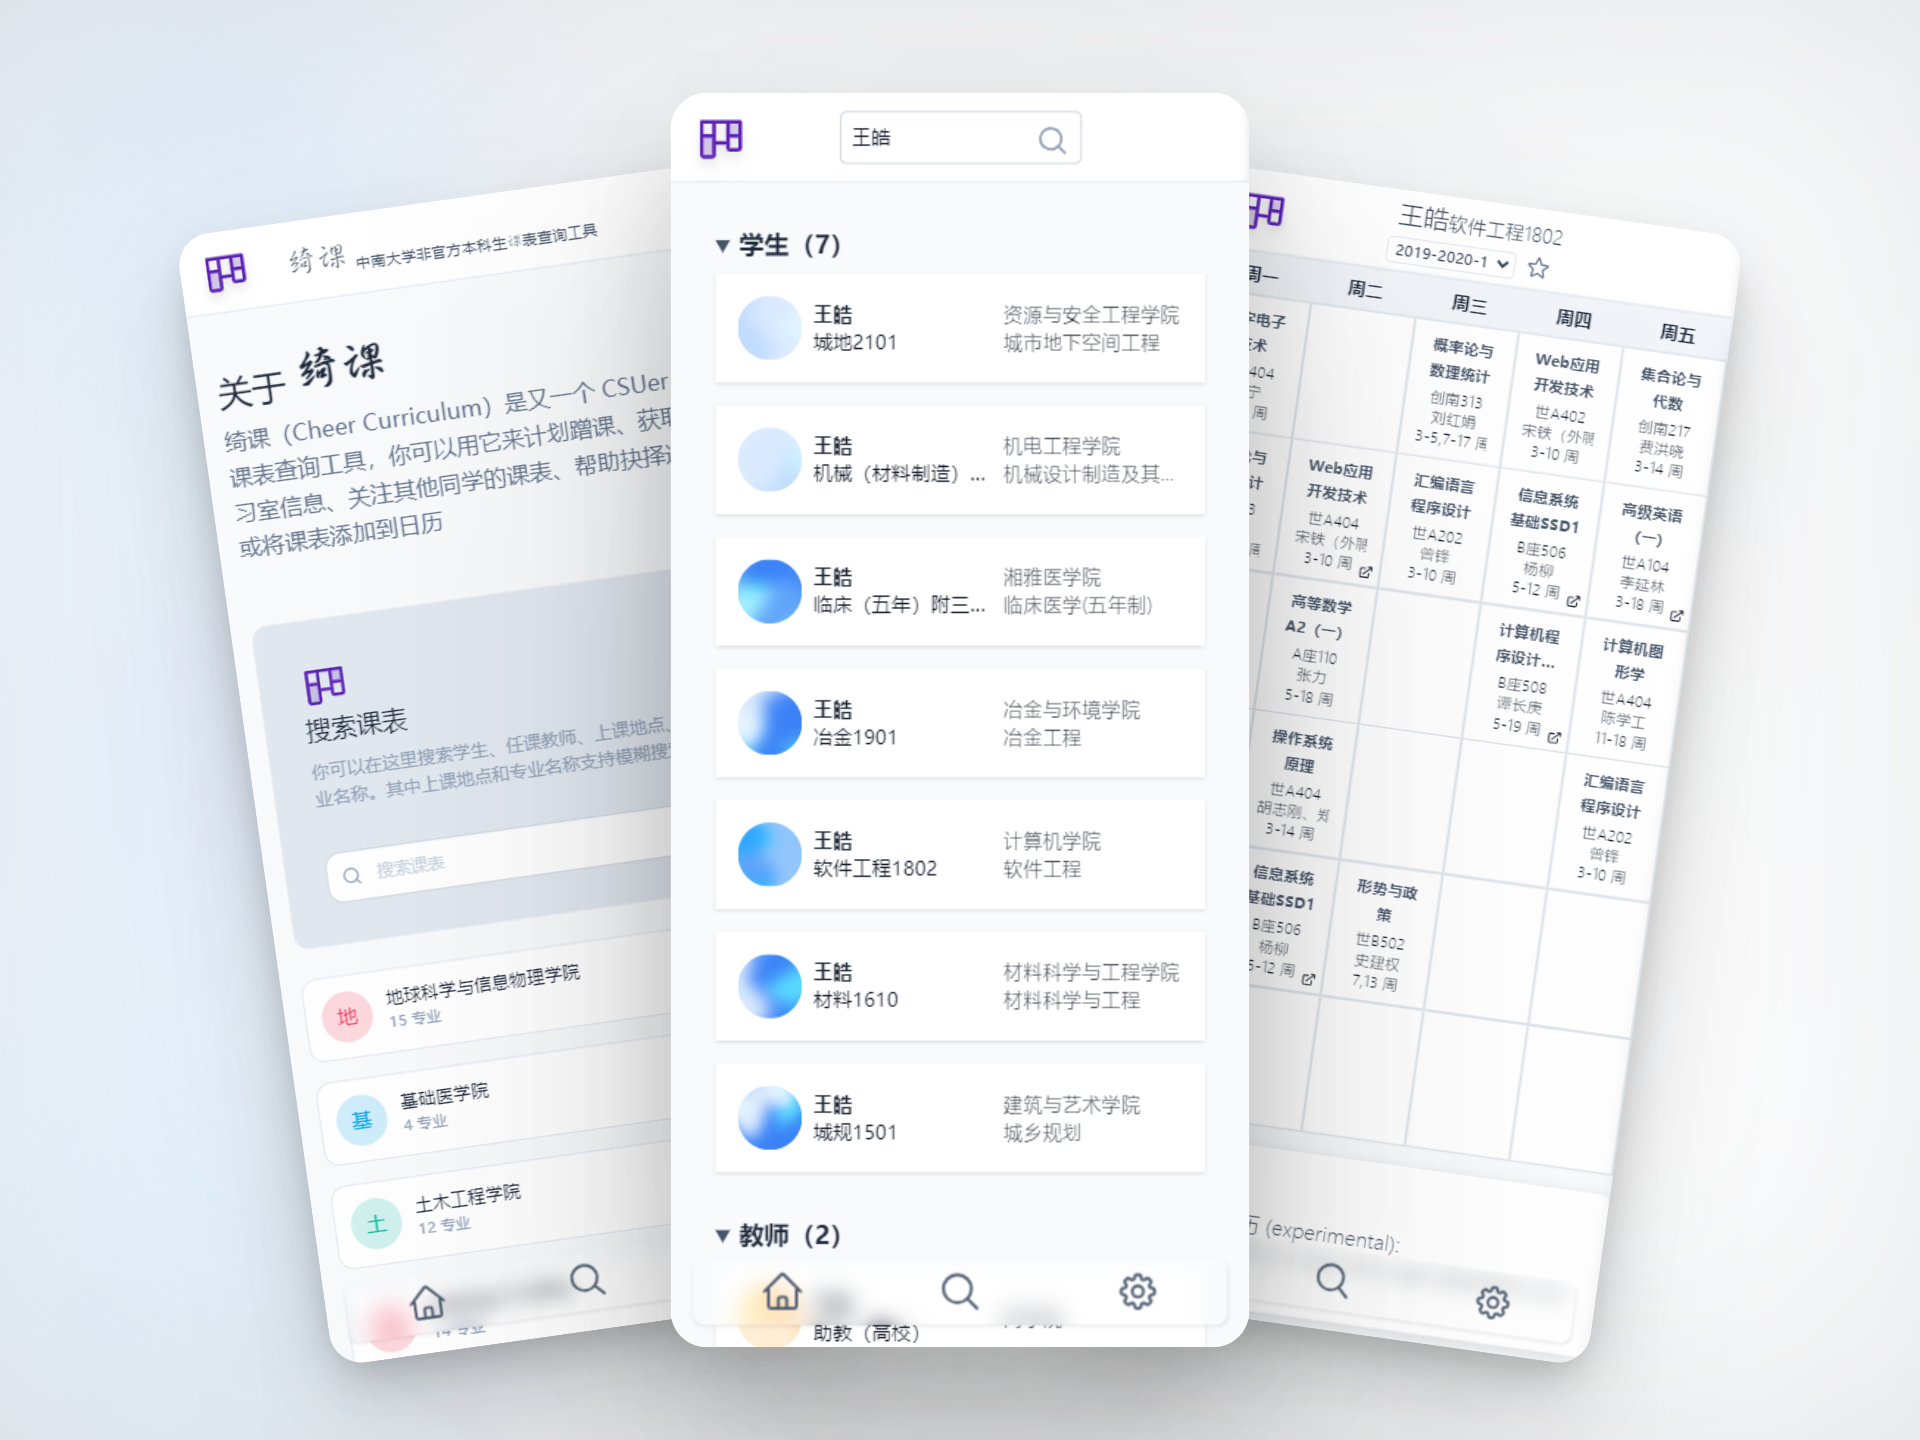 绮课 中南大学非官方本科生课表查询工具
关于 绮课
绮课（Cheer Curriculum）是又一个 CSUer
课表查询工具，你可以用它来计划蹭课、获取
习室信息、关注其他同学的课表、帮助抉择
或将课表添加到日历
搜索课表
你可以在这里搜索学生、任课教师、上课地点、
业名称。其中上课地点和专业名称支持模糊搜
搜索课表
地 地球科学与信息物理学院
15 专业
基 基础医学院
4 专业
土 土木工程学院
12 专业
14 专业
王皓
学生（7）
王皓 资源与安全工程学院
城地2101 城市地下空间工程
王皓 机电工程学院
机械（材料制造）... 机械设计制造及其...
王皓 湘雅医学院
临床（五年）附三... 临床医学(五年制)
王皓 冶金与环境学院
冶金1901 冶金工程
王皓 计算机学院
软件工程1802 软件工程
王皓 材料科学与工程学院
材料1610 材料科学与工程
王皓 建筑与艺术学院
城规1501 城乡规划
教师（2）
助教（高校）
王皓软件工程1802
2019-2020-1
周一 周二 周三 周四 周五
电子
术
404
宁
周
概率论与
数理统计
创南313
刘红娟
3-5,7-17 周
Web应用
开发技术
世A402
宋铁（外聘
3-10 周
集合论与
代数
创南217
费洪晓
3-14 周
与
计
3
周
Web应用
开发技术
世A404
宋铁（外聘
3-10 周
汇编语言
程序设计
世A202
曾锋
3-10 周
信息系统
基础SSD1
B座506
杨柳
5-12 周
高级英语
（一）
世A104
李延林
3-18 周
高等数学
A2（一）
A座110
张力
5-18 周
计算机程
序设计...
B座508
谭长庚
5-19 周
计算机图
形学
世A404
陈学工
11-18 周
操作系统
原理
世A404
胡志刚、郑
3-14 周
汇编语言
程序设计
世A202
曾锋
3-10 周
信息系统
基础SSD1
B座506
杨柳
5-12 周
形势与政
策
世B502
史建权
7,13 周
历 (experimental):